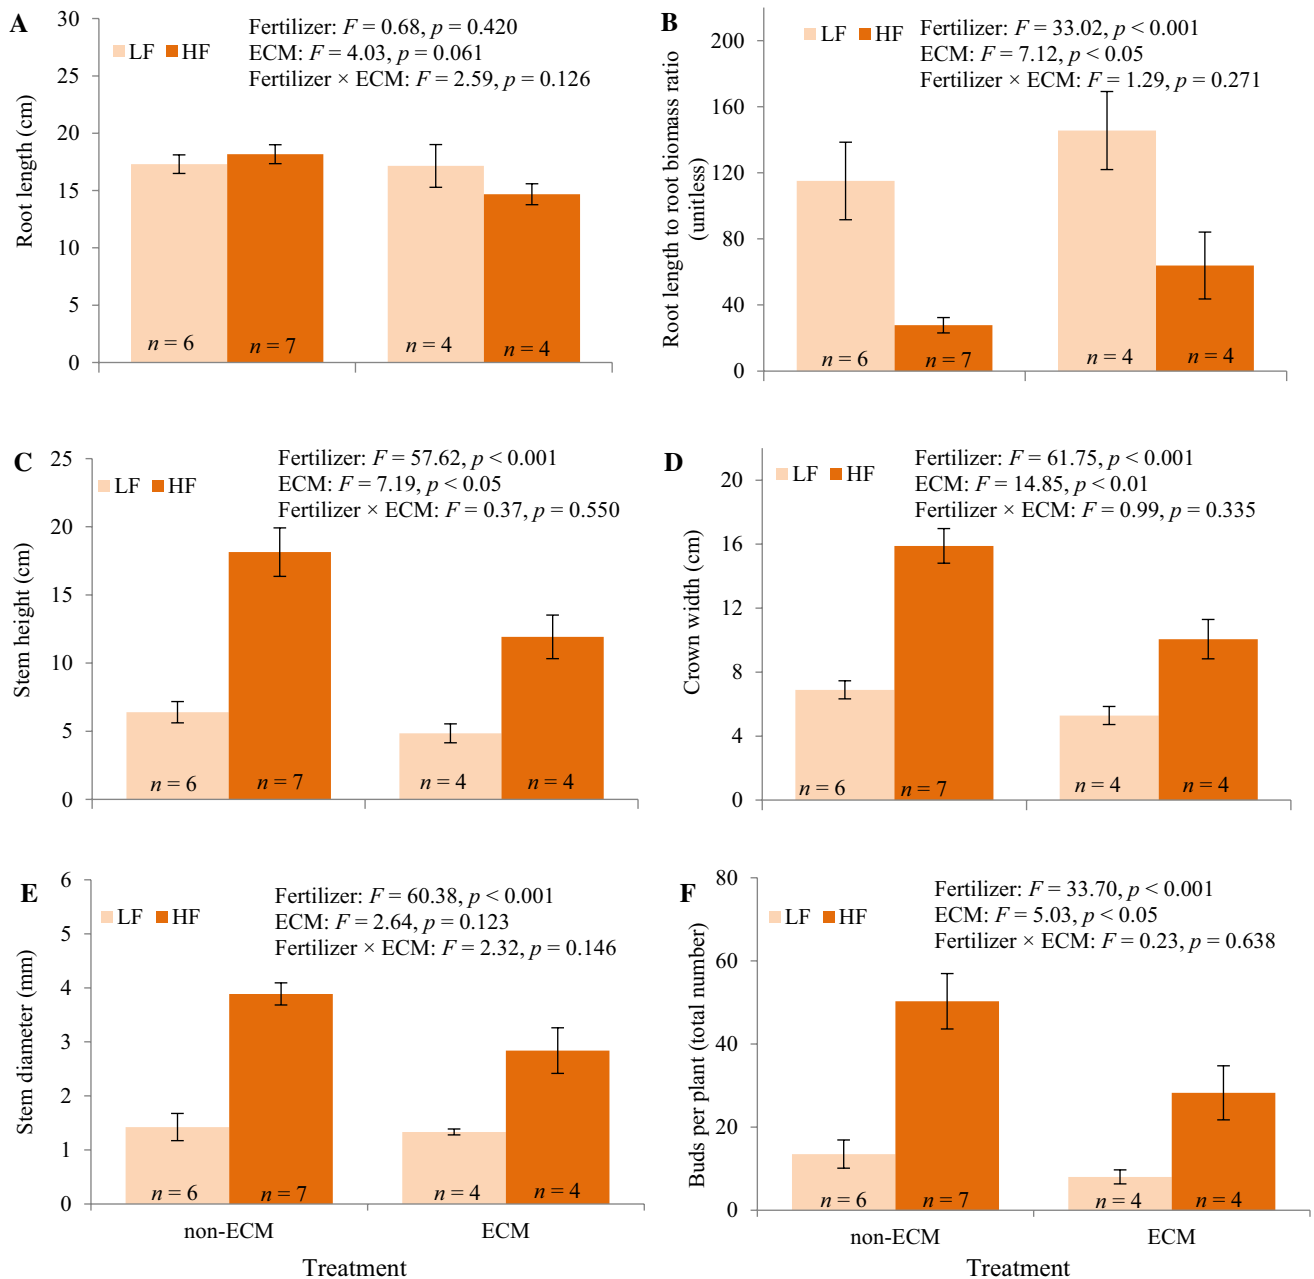 A
Fertilizer: F = 0.68, p = 0.420
ECM: F = 4.03, p = 0.061
Fertilizer × ECM: F = 2.59, p = 0.126
LF HF
Root length (cm)
30
25
20
15
10
5
0
n = 6
n = 7
n = 4
n = 4
B
Fertilizer: F = 33.02, p < 0.001
ECM: F = 7.12, p < 0.05
Fertilizer × ECM: F = 1.29, p = 0.271
LF HF
Root length to root biomass ratio
(unitless)
200
160
120
80
40
0
n = 6
n = 7
n = 4
n = 4
C
Fertilizer: F = 57.62, p < 0.001
ECM: F = 7.19, p < 0.05
Fertilizer × ECM: F = 0.37, p = 0.550
LF HF
Stem height (cm)
25
20
15
10
5
0
n = 6
n = 7
n = 4
n = 4
D
Fertilizer: F = 61.75, p < 0.001
ECM: F = 14.85, p < 0.01
Fertilizer × ECM: F = 0.99, p = 0.335
LF HF
Crown width (cm)
20
16
12
8
4
0
n = 6
n = 7
n = 4
n = 4
E
Fertilizer: F = 60.38, p < 0.001
ECM: F = 2.64, p = 0.123
Fertilizer × ECM: F = 2.32, p = 0.146
LF HF
Stem diameter (mm)
6
5
4
3
2
1
0
n = 6
n = 7
n = 4
n = 4
non-ECM ECM
Treatment
F
Fertilizer: F = 33.70, p < 0.001
ECM: F = 5.03, p < 0.05
Fertilizer × ECM: F = 0.23, p = 0.638
LF HF
Buds per plant (total number)
80
60
40
20
0
n = 6
n = 7
n = 4
n = 4
non-ECM ECM
Treatment